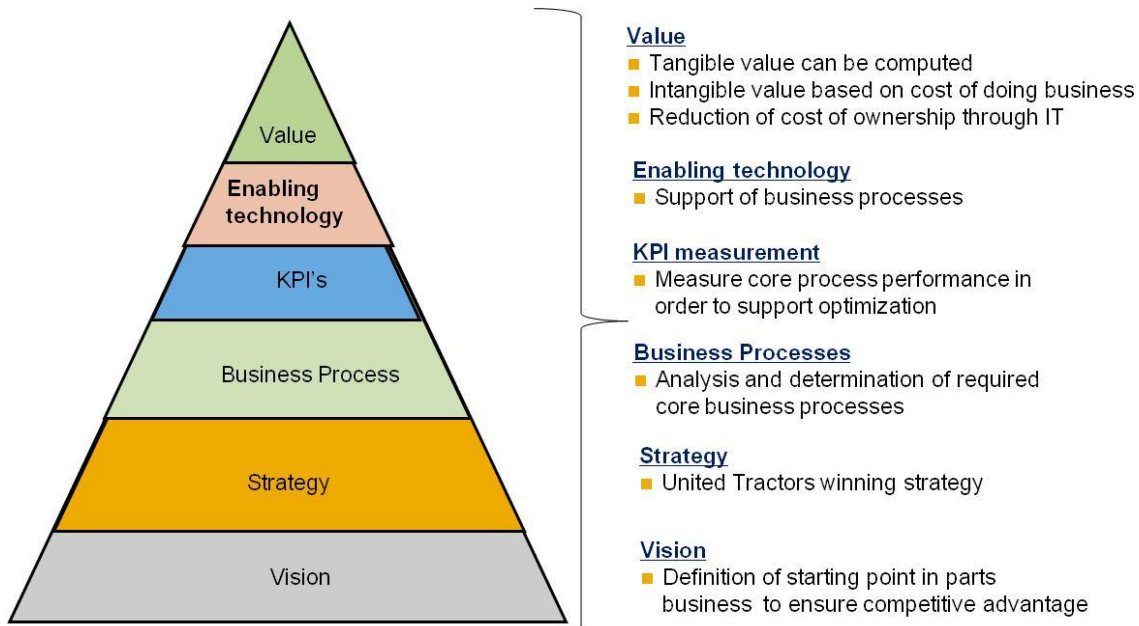 Value
Enabling
technology
KPI's
Business Process
Strategy
Vision
Value
Tangible value can be computed
Intangible value based on cost of doing business
Reduction of cost of ownership through IT
Enabling technology
Support of business processes
KPI measurement
Measure core process performance in
order to support optimization
Business Processes
Analysis and determination of required
core business processes
Strategy
United Tractors winning strategy
Vision
Definition of starting point in parts
business to ensure competitive advantage